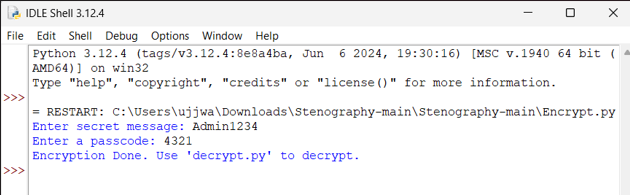 IDLE Shell 3.12.4
File Edit Shell Debug Options Window Help
Python 3.12.4 (tags/v3.12.4:8e8a4ba, Jun  6 2024, 19:30:16) [MSC v.1940 64 bit (
AMD64)] on win32
Type "help", "copyright", "credits" or "license()" for more information.
>>>
= RESTART: C:\Users\ujjwa\Downloads\Stenography-main\Stenography-main\Encrypt.py
Enter secret message: Admin1234
Enter a passcode: 4321
Encryption Done. Use 'decrypt.py' to decrypt.
>>>